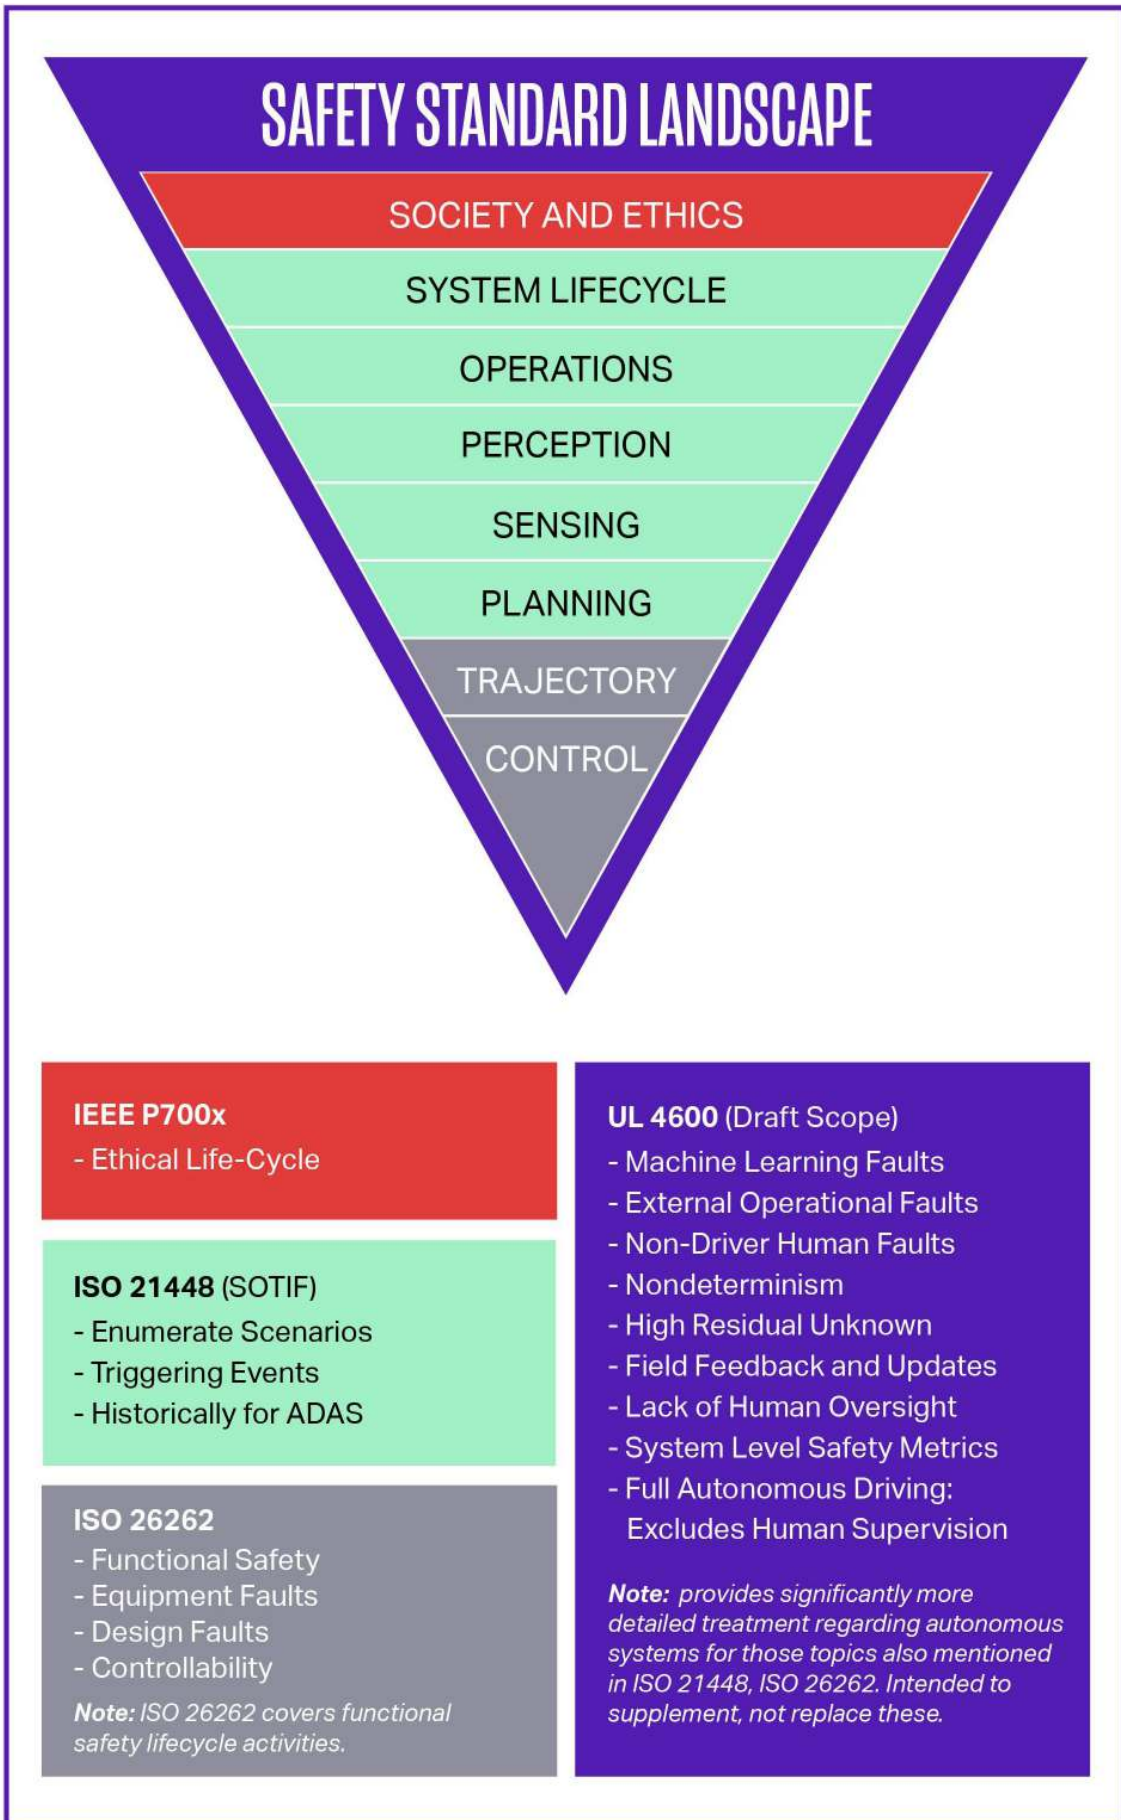 SAFETY STANDARD LANDSCAPE
SOCIETY AND ETHICS
SYSTEM LIFECYCLE
OPERATIONS
PERCEPTION
SENSING
PLANNING
TRAJECTORY
CONTROL
IEEE P700x
- Ethical Life-Cycle
ISO 21448 (SOTIF)
- Enumerate Scenarios
- Triggering Events
- Historically for ADAS
ISO 26262
- Functional Safety
- Equipment Faults
- Design Faults
- Controllability
Note: ISO 26262 covers functional
safety lifecycle activities.
UL 4600 (Draft Scope)
- Machine Learning Faults
- External Operational Faults
- Non-Driver Human Faults
- Nondeterminism
- High Residual Unknown
- Field Feedback and Updates
- Lack of Human Oversight
- System Level Safety Metrics
- Full Autonomous Driving:
Excludes Human Supervision
Note: provides significantly more
detailed treatment regarding autonomous
systems for those topics also mentioned
in ISO 21448, ISO 26262. Intended to
supplement, not replace these.